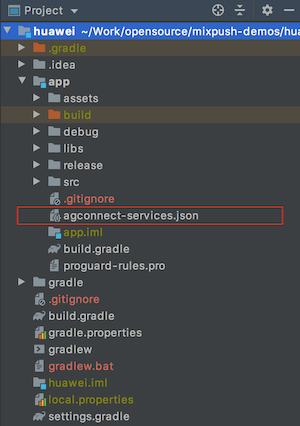 Project
huawei ~/Work/opensource/mixpush-demos/hua
.gradle
.idea
app
assets
build
debug
libs
release
src
.gitignore
agconnect-services.json
app.iml
build.gradle
proguard-rules.pro
gradle
.gitignore
build.gradle
gradle.properties
gradlew
gradlew.bat
huawei.iml
local.properties
settings.gradle